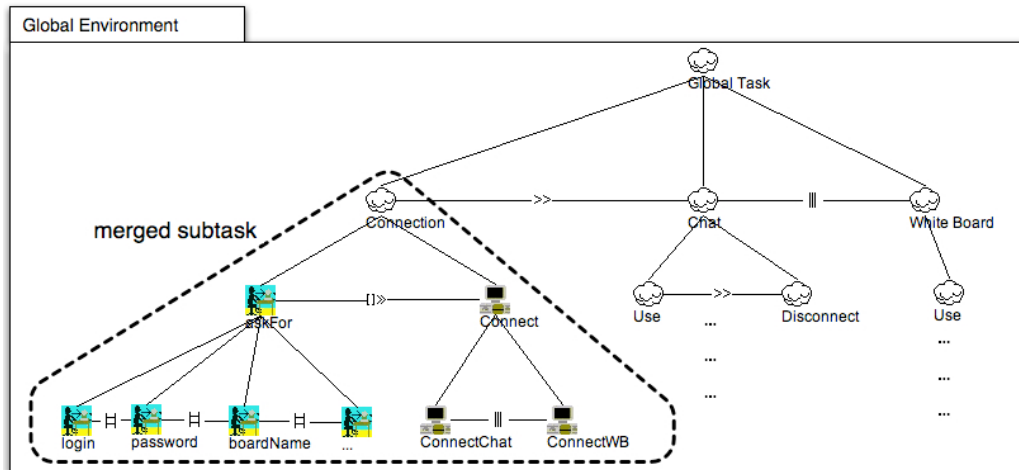 Global Environment
Global Task
Connection >> Chat ||| White Board
merged subtask
askFor []>> Connect
Use >> Disconnect
Use
...
...
...
...
...
...
login |=| password |=| boardName |=| ...
ConnectChat ||| ConnectWB